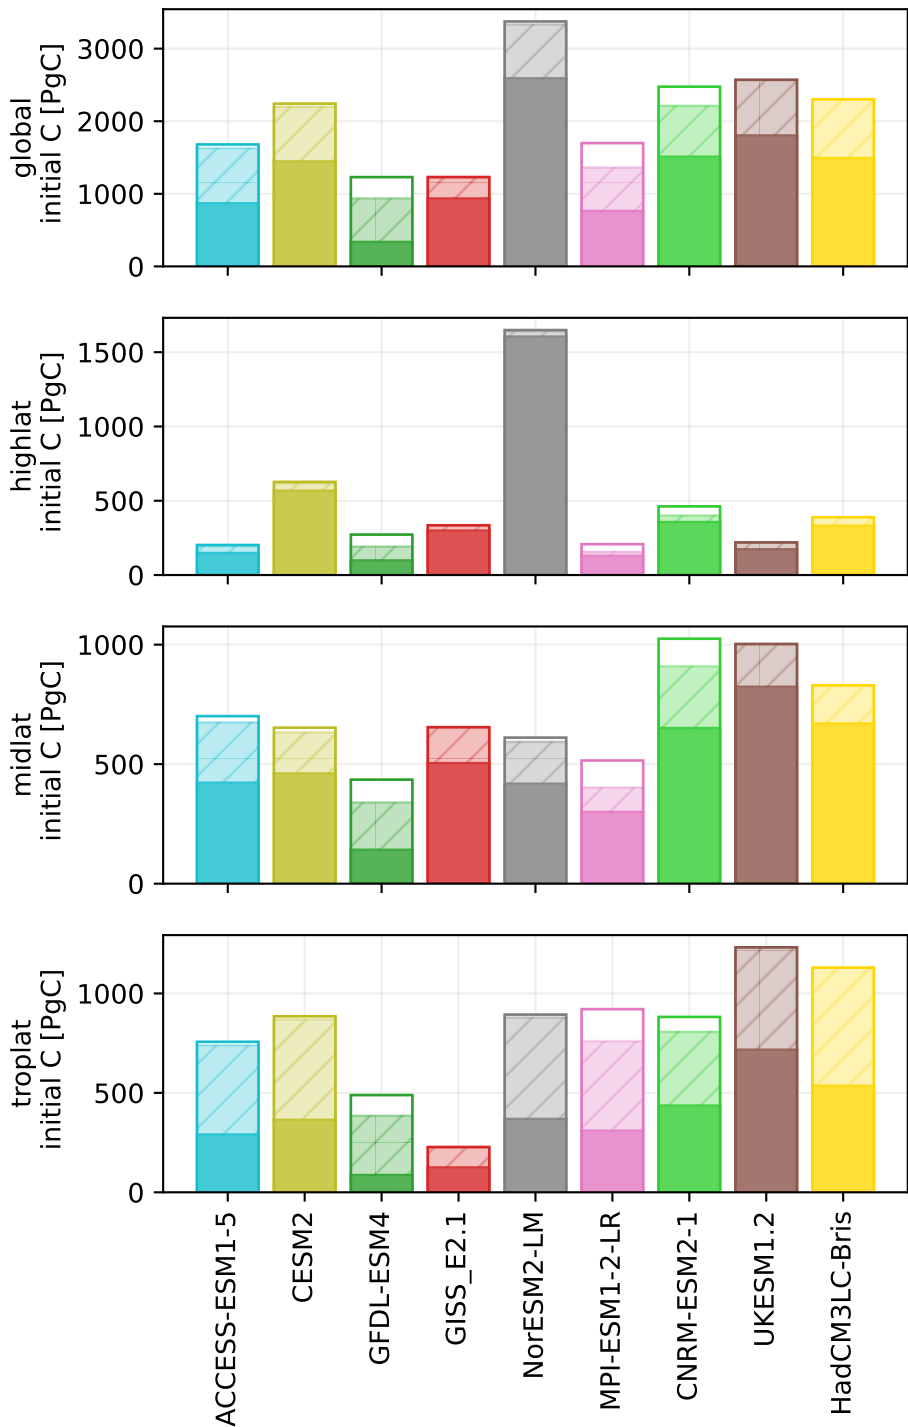 global
initial C [PgC]
3000
2000
1000
0
highlat
initial C [PgC]
1500
1000
500
0
midlat
initial C [PgC]
1000
500
0
troplat
initial C [PgC]
1000
500
0
ACCESS-ESM1-5
CESM2
GFDL-ESM4
GISS_E2.1
NorESM2-LM
MPI-ESM1-2-LR
CNRM-ESM2-1
UKESM1.2
HadCM3LC-Bris